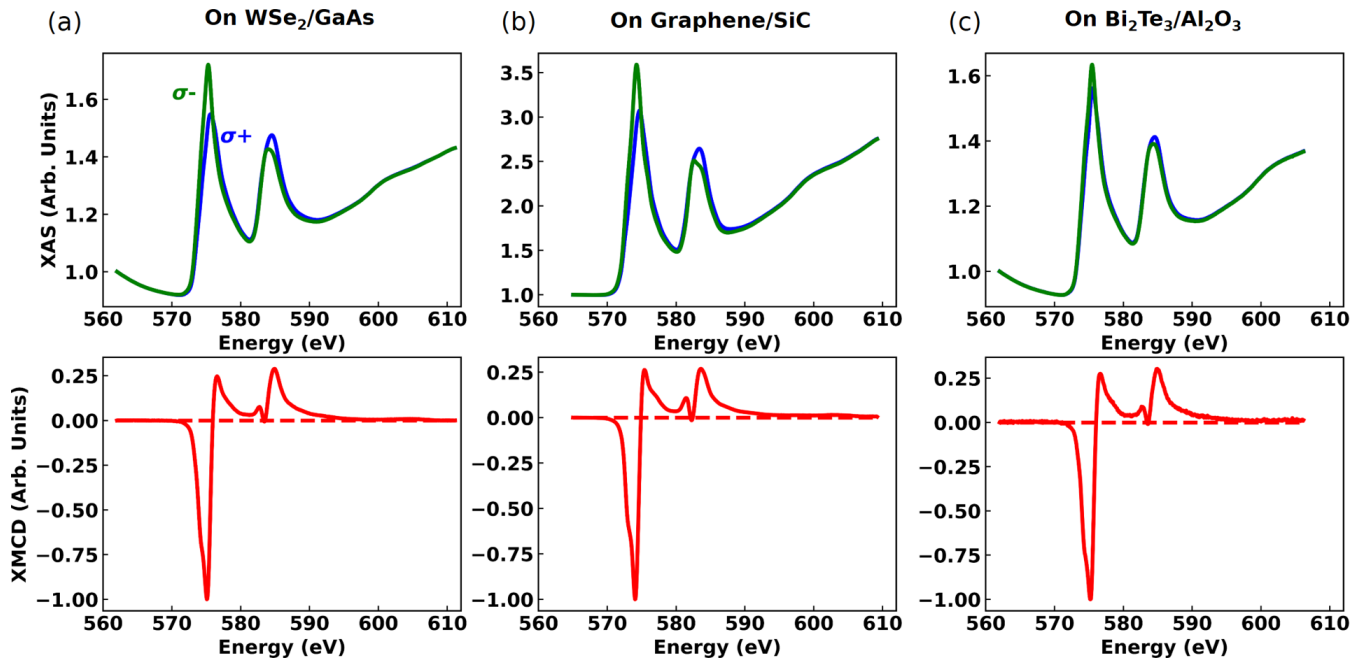 (a) On WSe₂/GaAs
(b) On Graphene/SiC
(c) On Bi₂Te₃/Al₂O₃
XAS (Arb. Units)
1.6
1.4
1.2
1.0
σ-
σ+
560 570 580 590 600 610
Energy (eV)
3.5
3.0
2.5
2.0
1.5
1.0
560 570 580 590 600 610
Energy (eV)
1.6
1.4
1.2
1.0
560 570 580 590 600 610
Energy (eV)
XMCD (Arb. Units)
0.25
0.00
−0.25
−0.50
−0.75
−1.00
560 570 580 590 600 610
Energy (eV)
0.25
0.00
−0.25
−0.50
−0.75
−1.00
560 570 580 590 600 610
Energy (eV)
0.25
0.00
−0.25
−0.50
−0.75
−1.00
560 570 580 590 600 610
Energy (eV)